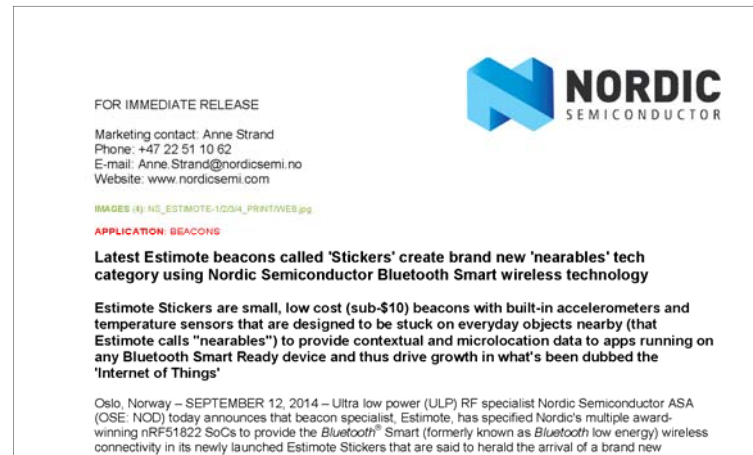 NORDIC
SEMICONDUCTOR
FOR IMMEDIATE RELEASE
Marketing contact: Anne Strand
Phone: +47 22 51 10 62
E-mail: Anne.Strand@nordicsemi.no
Website: www.nordicsemi.com
IMAGES (4): NS_ESTIMOTE-1/2/3/4_PRINT/WEB.jpg
APPLICATION: BEACONS
Latest Estimote beacons called 'Stickers' create brand new 'nearables' tech
category using Nordic Semiconductor Bluetooth Smart wireless technology
Estimote Stickers are small, low cost (sub-$10) beacons with built-in accelerometers and
temperature sensors that are designed to be stuck on everyday objects nearby (that
Estimote calls "nearables") to provide contextual and microlocation data to apps running on
any Bluetooth Smart Ready device and thus drive growth in what's been dubbed the
'Internet of Things'
Oslo, Norway – SEPTEMBER 12, 2014 – Ultra low power (ULP) RF specialist Nordic Semiconductor ASA
(OSE: NOD) today announces that beacon specialist, Estimote, has specified Nordic's multiple award-
winning nRF51822 SoCs to provide the Bluetooth® Smart (formerly known as Bluetooth low energy) wireless
connectivity in its newly launched Estimote Stickers that are said to herald the arrival of a brand new